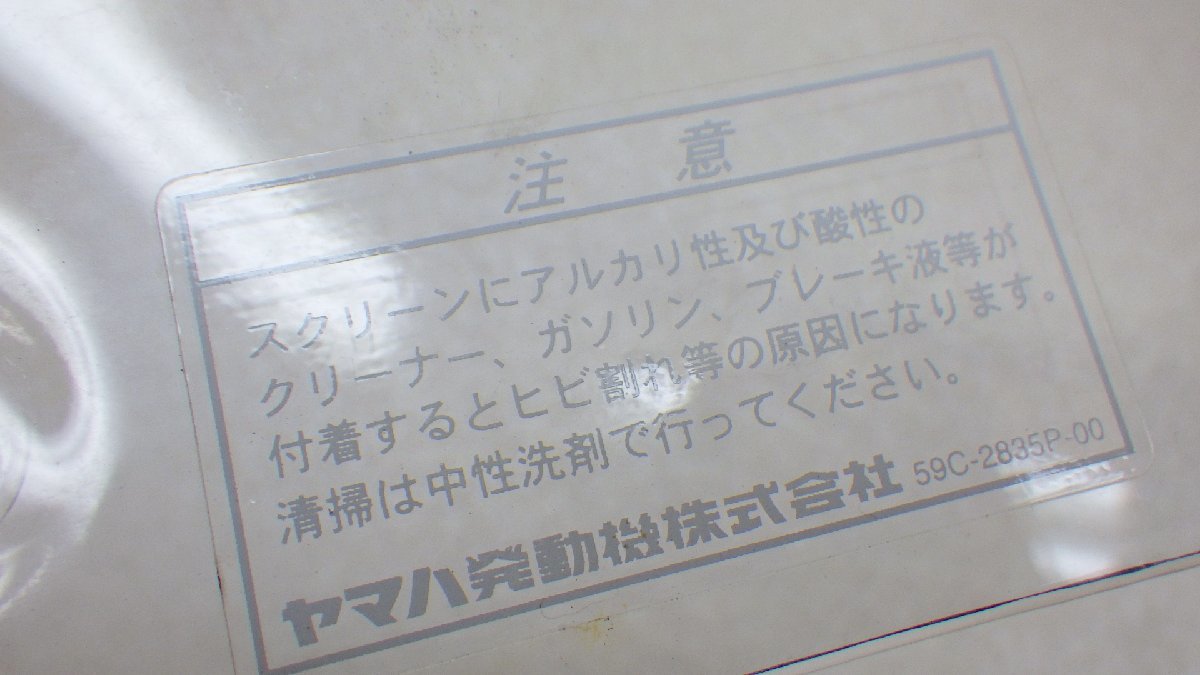 注意
スクリーンにアルカリ性及び酸性の
クリーナー、ガソリン、ブレーキ液等が
付着するとヒビ割れ等の原因になります。
清掃は中性洗剤で行ってください。
ヤマハ発動機株式会社 59C-2835P-00